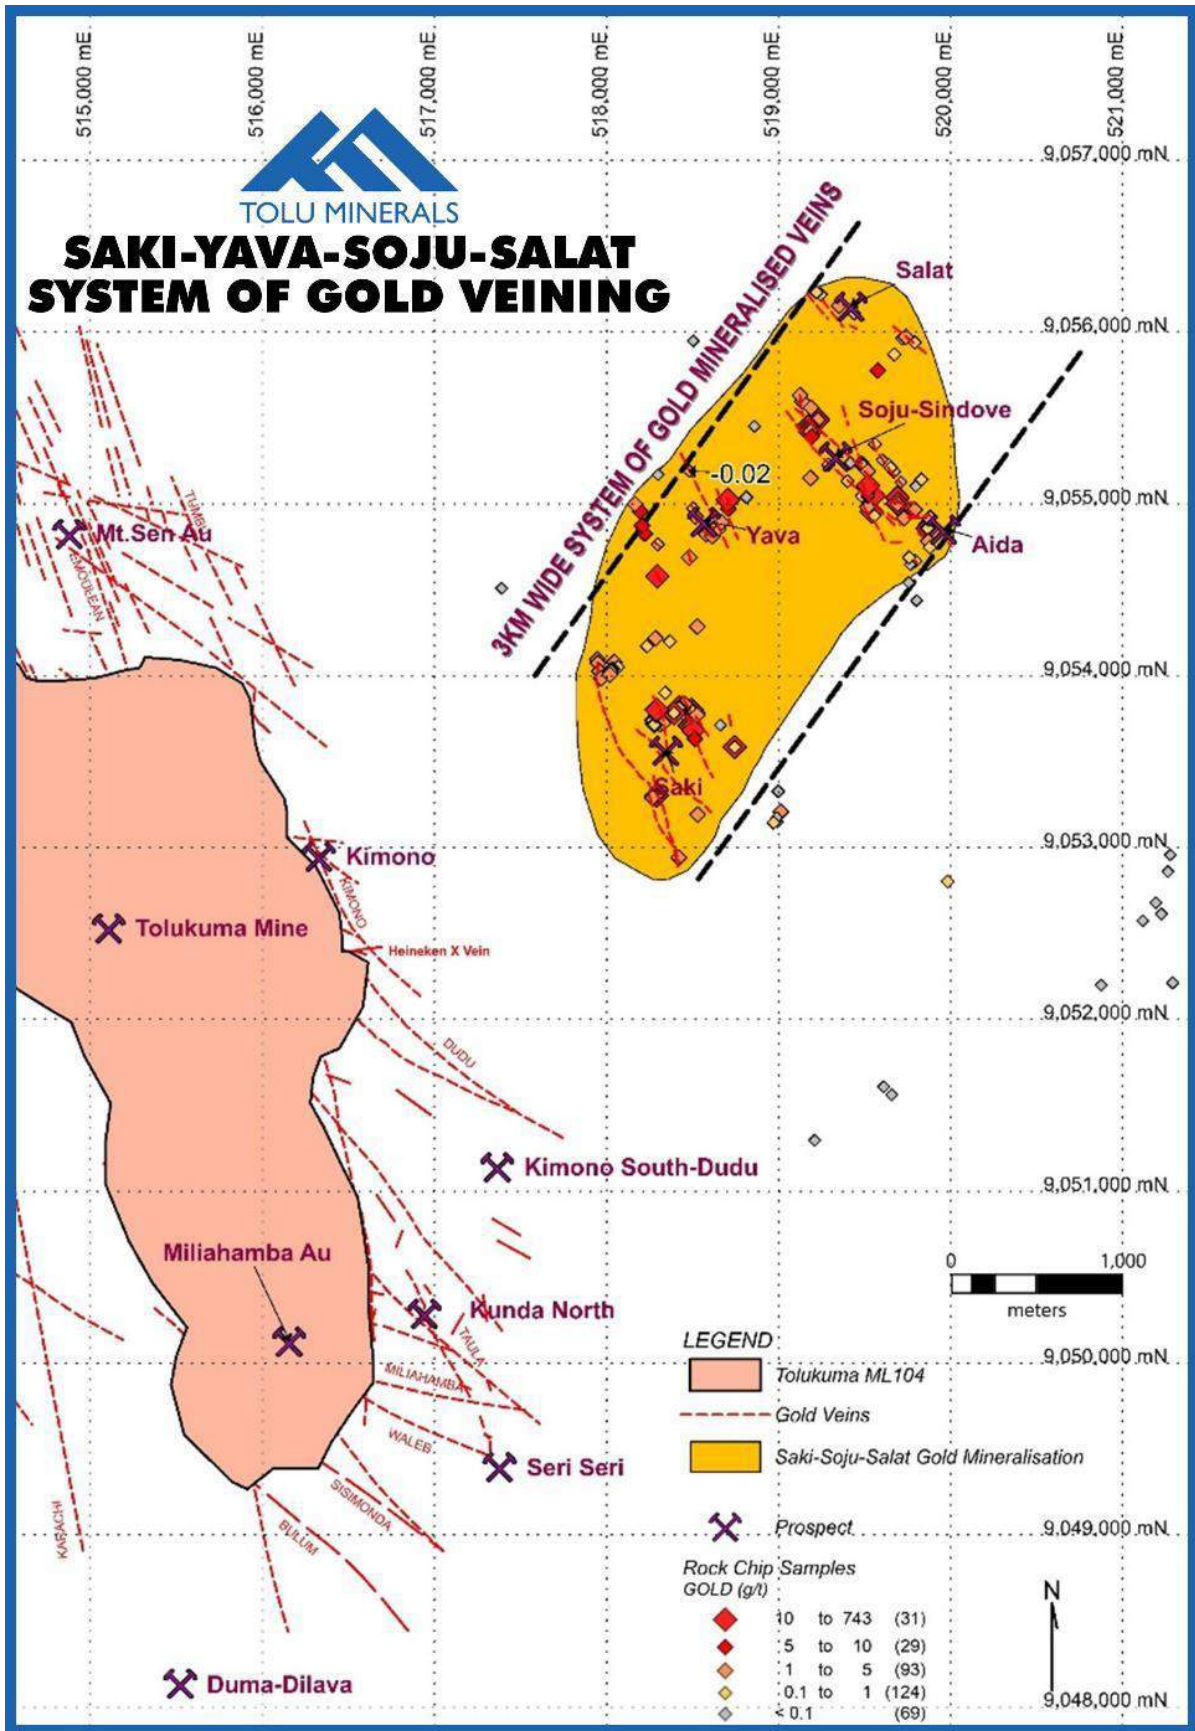 515,000 mE
516,000 mE
517,000 mE
518,000 mE
519,000 mE
520,000 mE
521,000 mE
9,057,000 mN
TOLU MINERALS
SAKI-YAVA-SOJU-SALAT
SYSTEM OF GOLD VEINING
3KM WIDE SYSTEM OF GOLD MINERALISED VEINS
Salat
9,056,000 mN
Soju-Sindove
-0.02
9,055,000 mN
TUMBU
Mt.Sen Au
Yava
Aida
9,054,000 mN
Saki
9,053,000 mN
Kimono
KIMONO
Tolukuma Mine
Heineken X Vein
9,052,000 mN
DUDU
Kimono South-Dudu
9,051,000 mN
Miliahamba Au
0 1,000
meters
Kunda North
TAULA
LEGEND
9,050,000 mN
MILIAHAMBA
Tolukuma ML104
Gold Veins
WALEB
Saki-Soju-Salat Gold Mineralisation
Seri Seri
SISIMONDA
KARACHI
BULUM
Prospect
9,049,000 mN
Rock Chip Samples
GOLD (g/t)
N
10 to 743 (31)
5 to 10 (29)
1 to 5 (93)
0.1 to 1 (124)
< 0.1 (69)
Duma-Dilava
9,048,000 mN